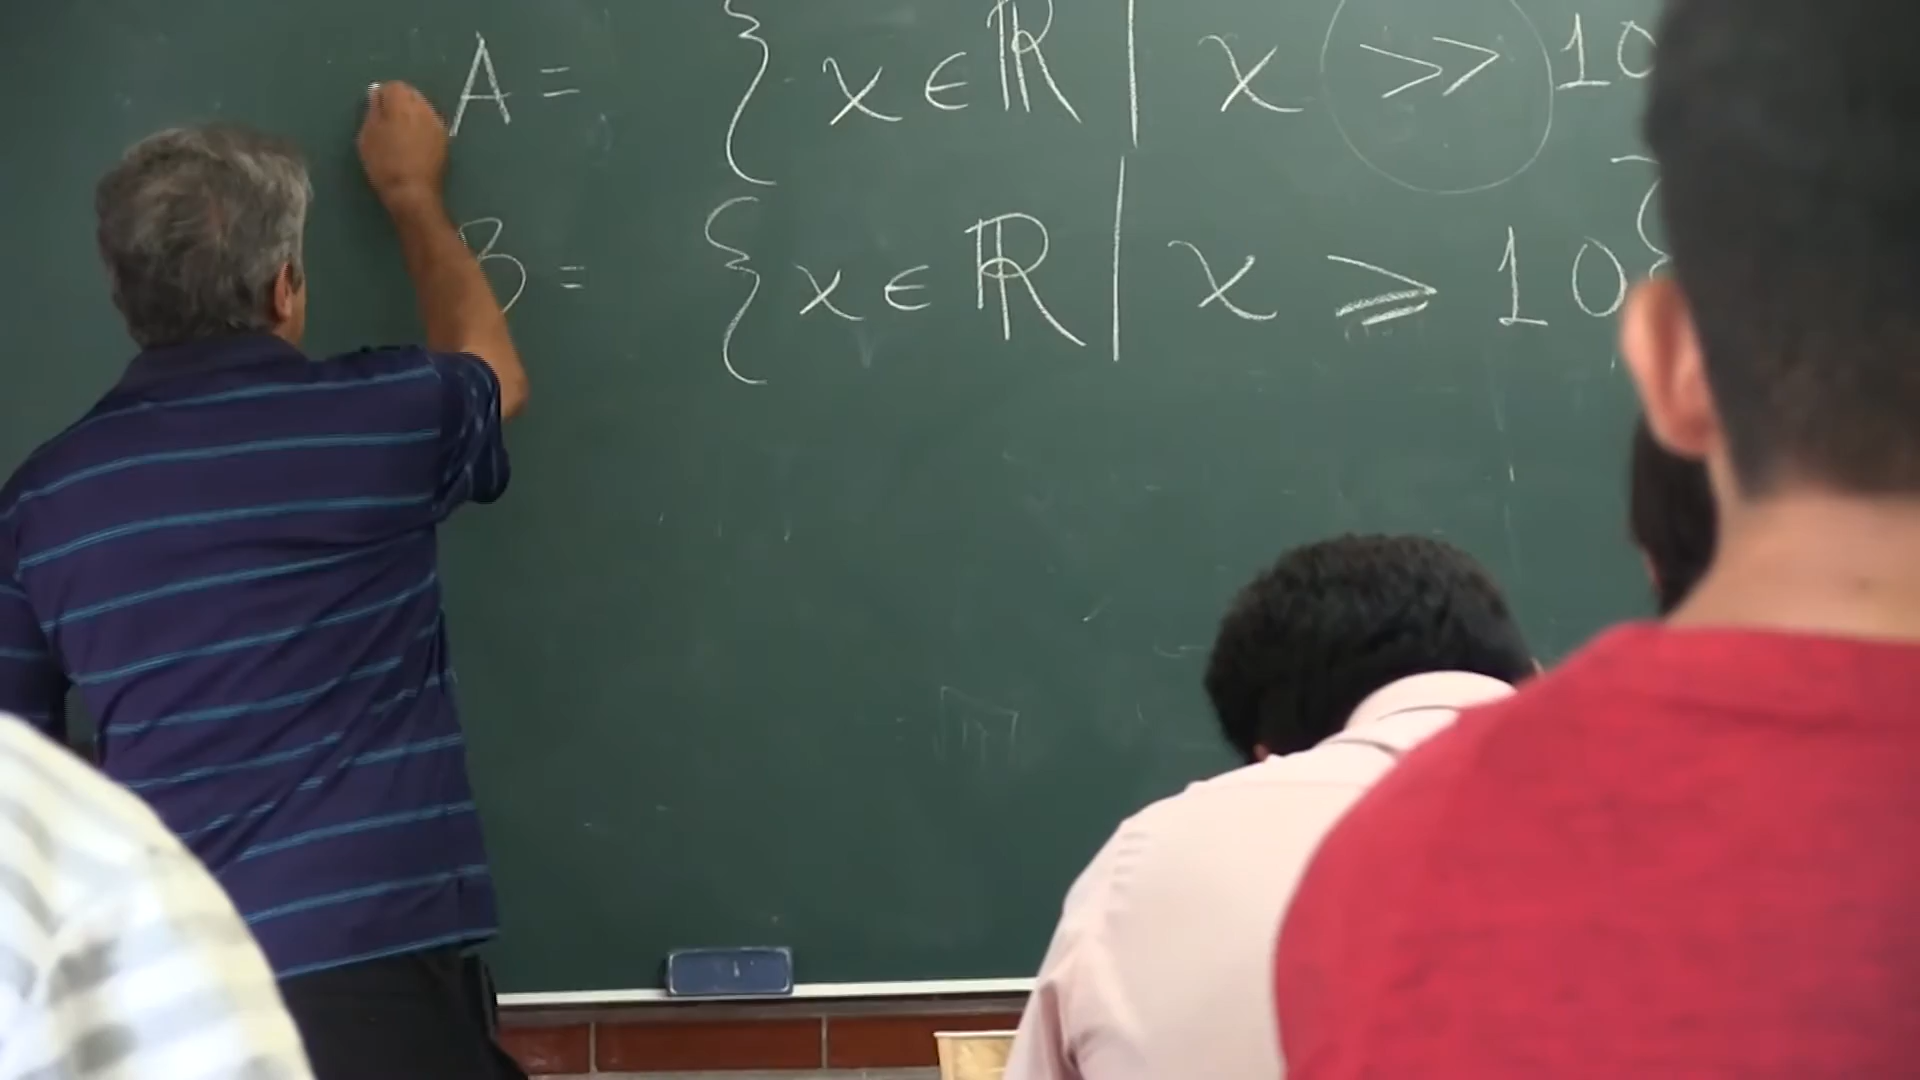 A = { x ∈ ℝ | x >> 10
B = { x ∈ ℝ | x ≥ 10 }